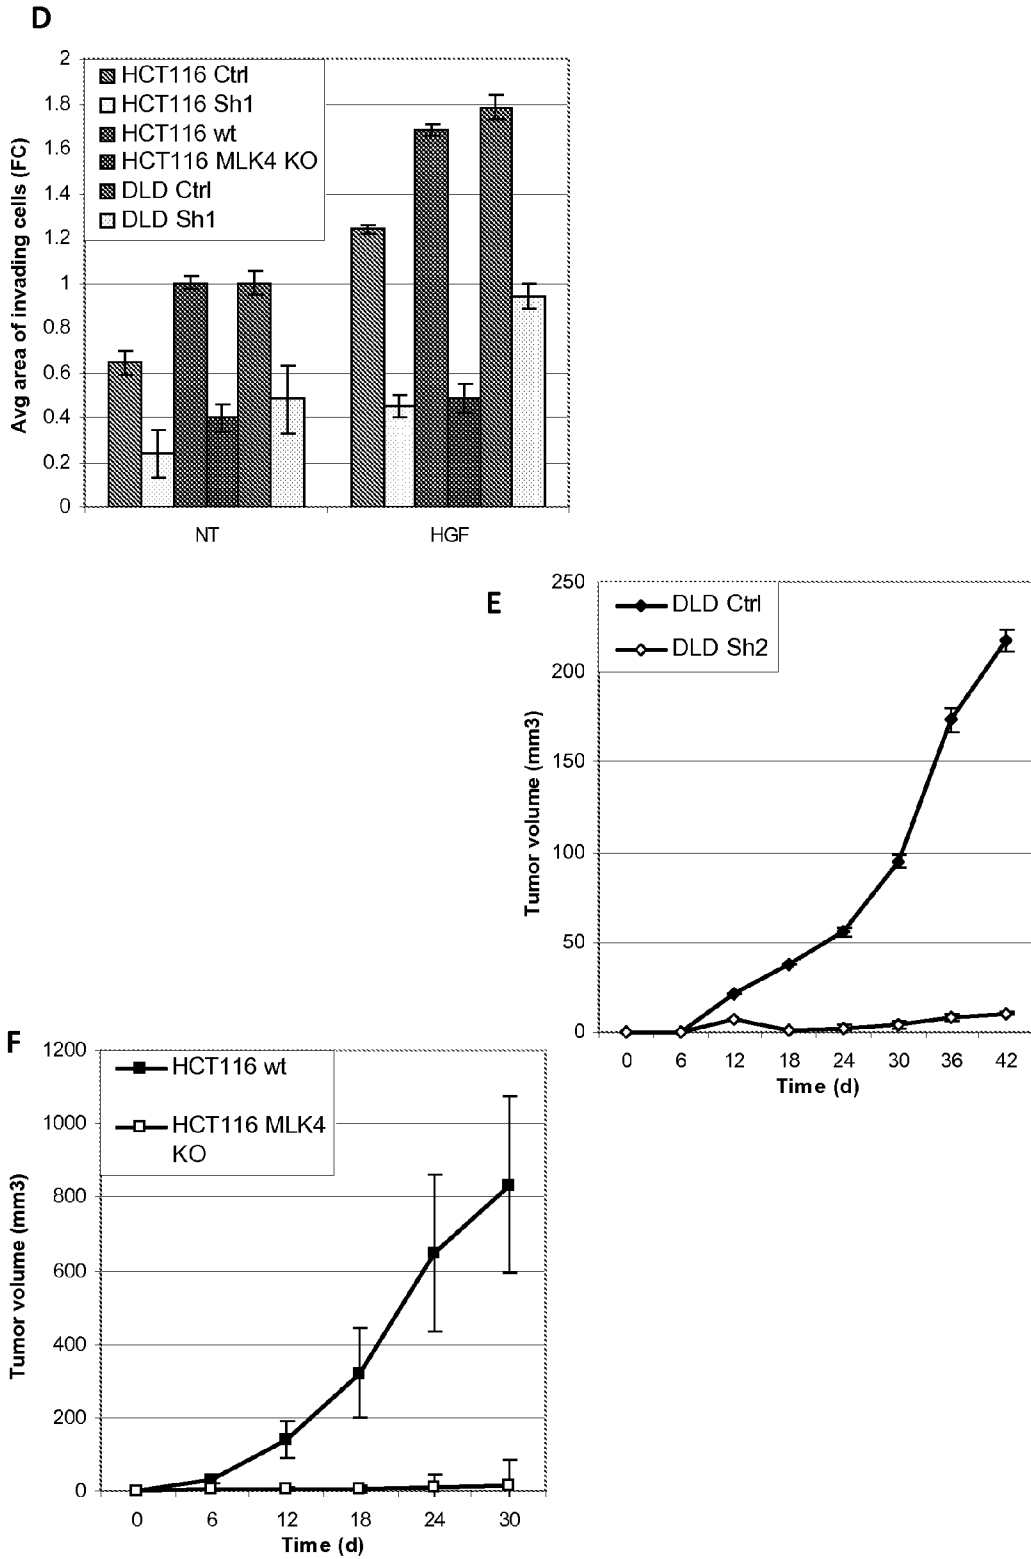 D
2
1.8
1.6
1.4
1.2
1
0.8
0.6
0.4
0.2
0
Avg area of invading cells (FC)
HCT116 Ctrl
HCT116 Sh1
HCT116 wt
HCT116 MLK4 KO
DLD Ctrl
DLD Sh1
NT HGF
E
250
200
150
100
50
0
Tumor volume (mm3)
DLD Ctrl
DLD Sh2
0 6 12 18 24 30 36 42
Time (d)
F
1200
1000
800
600
400
200
0
Tumor volume (mm3)
HCT116 wt
HCT116 MLK4
KO
0 6 12 18 24 30
Time (d)